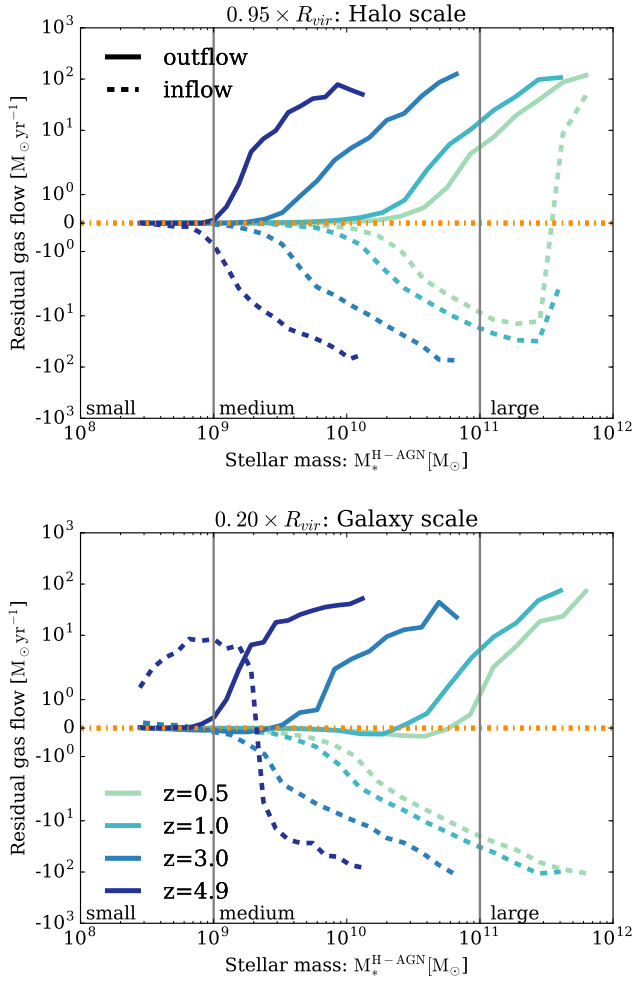 0.95 × R_vir: Halo scale
10³
10²
10¹
10⁰
0
-10⁰
-10¹
-10²
-10³
Residual gas flow [M_⊙ yr⁻¹]
outflow
inflow
small
medium
large
10⁸
10⁹
10¹⁰
10¹¹
10¹²
Stellar mass: M_*^{H−AGN}[M_⊙]
0.20 × R_vir: Galaxy scale
10³
10²
10¹
10⁰
0
-10⁰
-10¹
-10²
-10³
Residual gas flow [M_⊙ yr⁻¹]
z=0.5
z=1.0
z=3.0
z=4.9
small
medium
large
10⁸
10⁹
10¹⁰
10¹¹
10¹²
Stellar mass: M_*^{H−AGN}[M_⊙]